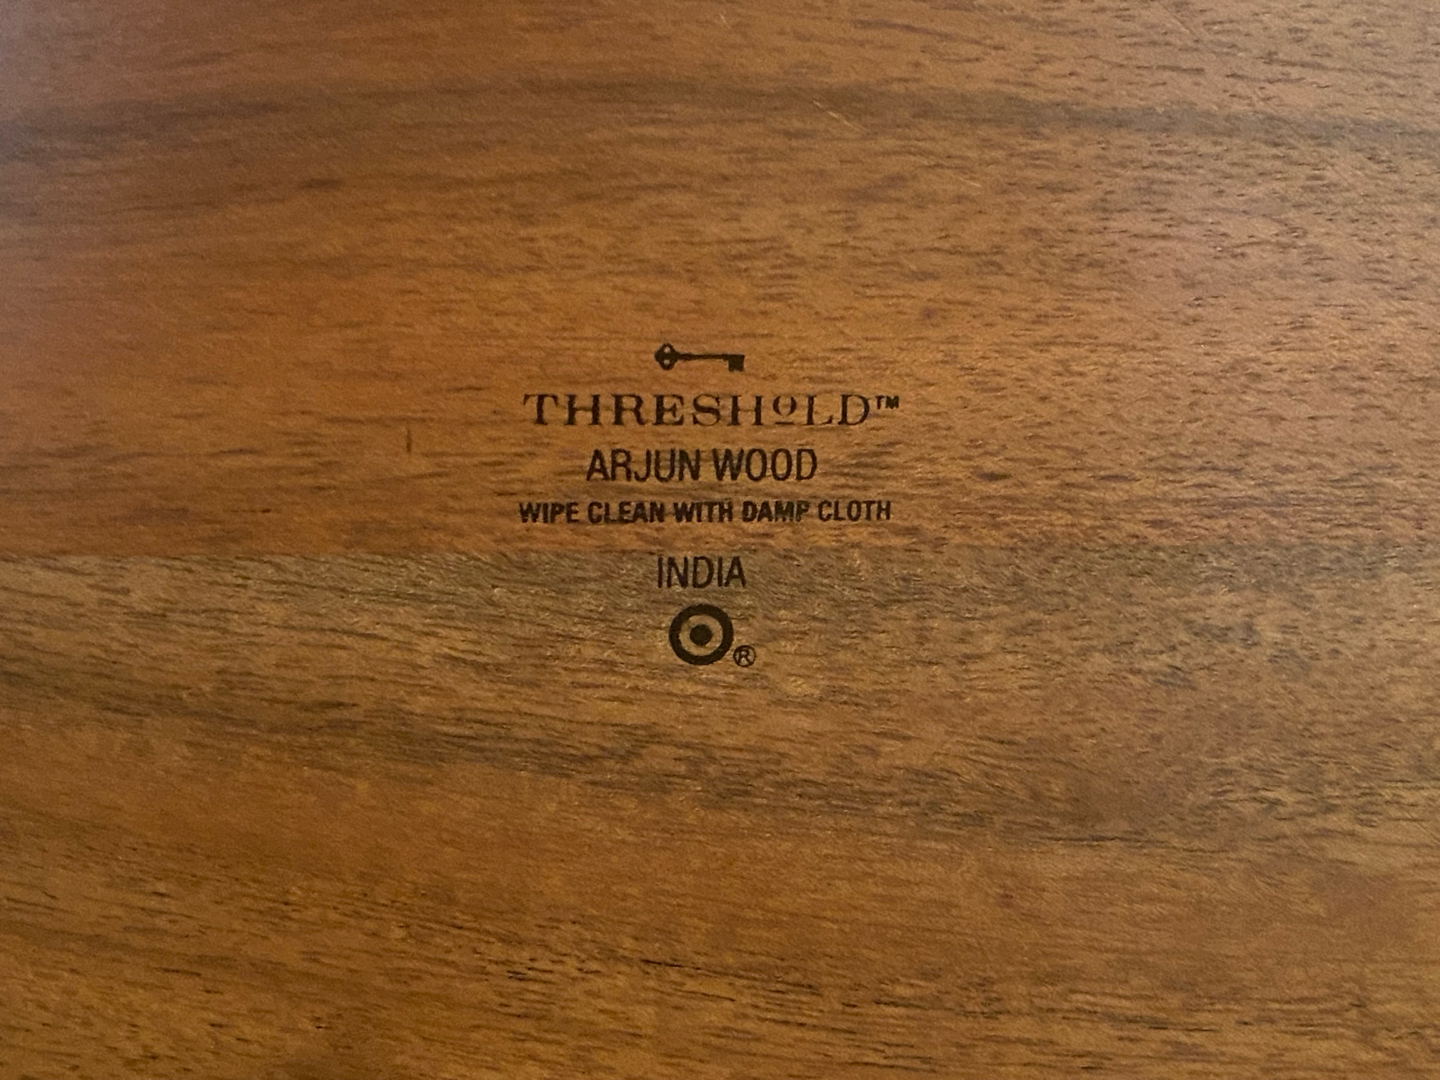 THRESHOLD™
ARJUN WOOD
WIPE CLEAN WITH DAMP CLOTH
INDIA
®